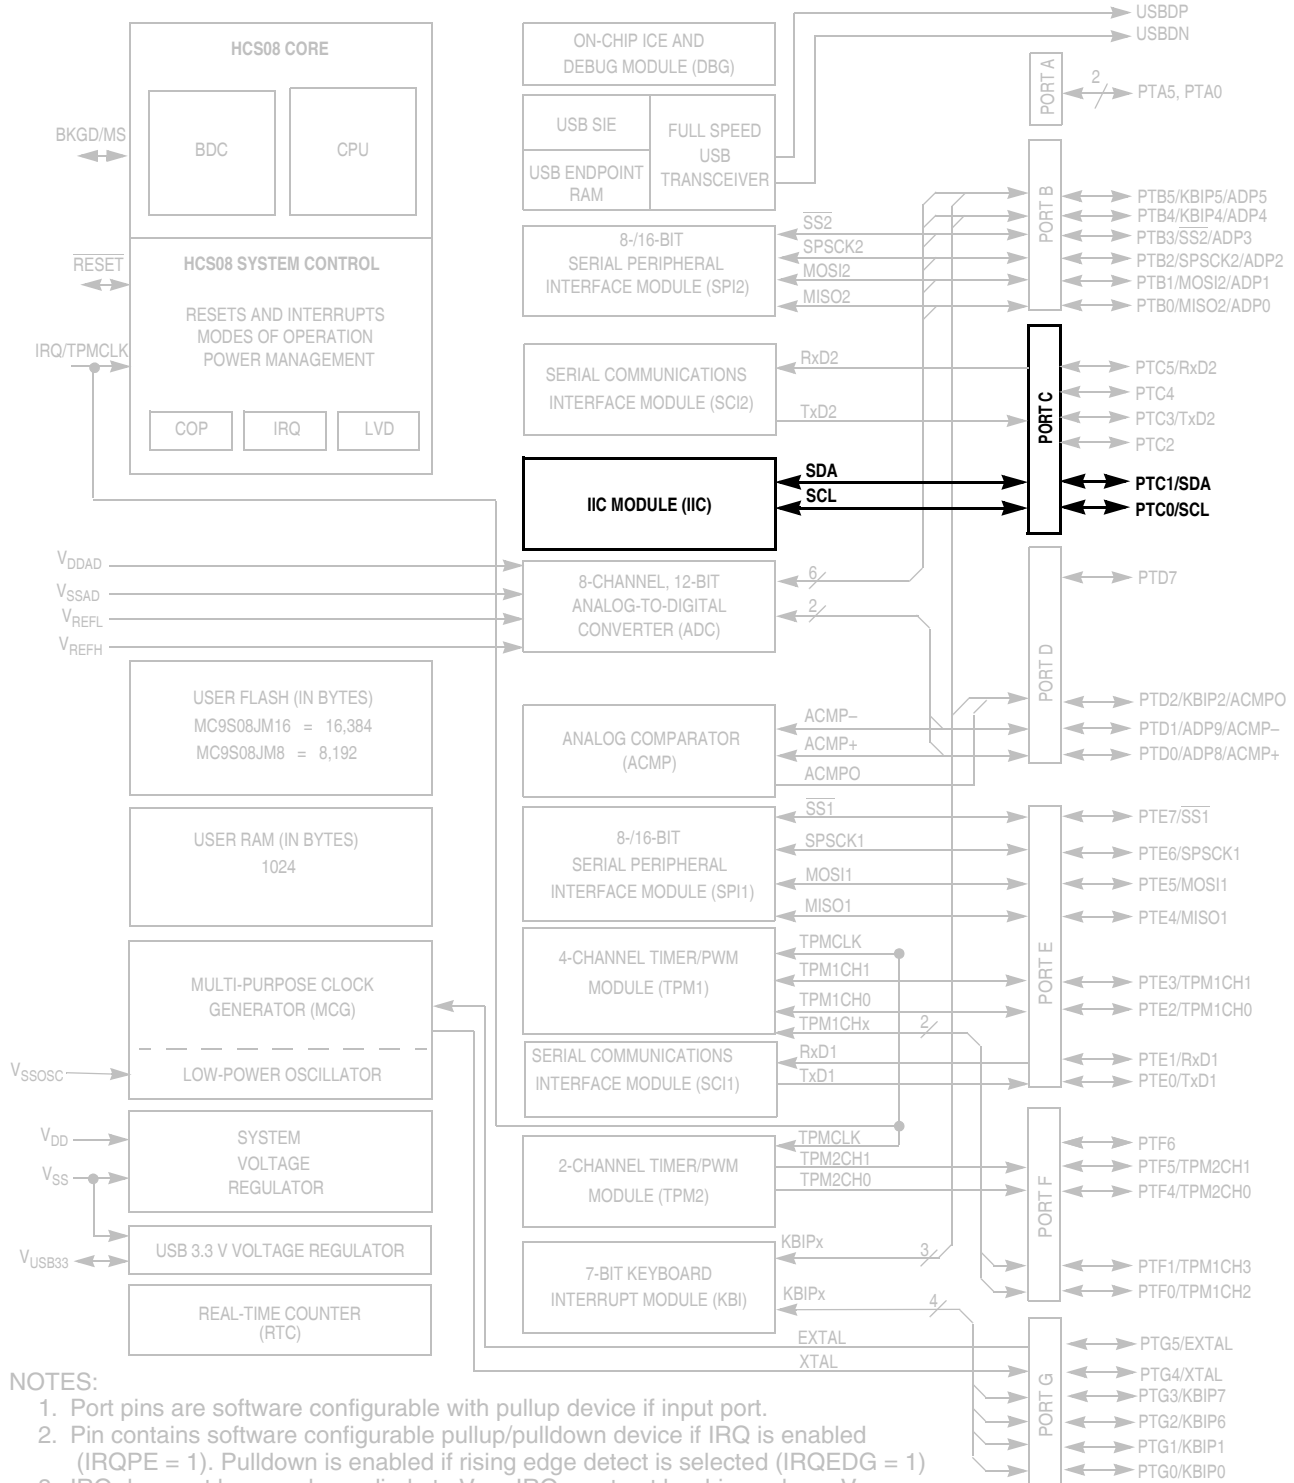 HCS08 CORE
BDC
CPU
BKGD/MS
RESET
HCS08 SYSTEM CONTROL
RESETS AND INTERRUPTS
MODES OF OPERATION
POWER MANAGEMENT
IRQ/TPMCLK
COP
IRQ
LVD
VDDAD
VSSAD
VREFL
VREFH
USER FLASH (IN BYTES)
MC9S08JM16 = 16,384
MC9S08JM8 = 8,192
USER RAM (IN BYTES)
1024
MULTI-PURPOSE CLOCK
GENERATOR (MCG)
LOW-POWER OSCILLATOR
VSSOSC
VDD
VSS
SYSTEM
VOLTAGE
REGULATOR
VUSB33
USB 3.3 V VOLTAGE REGULATOR
REAL-TIME COUNTER
(RTC)
ON-CHIP ICE AND
DEBUG MODULE (DBG)
USB SIE
USB ENDPOINT
RAM
FULL SPEED
USB
TRANSCEIVER
8-/16-BIT
SERIAL PERIPHERAL
INTERFACE MODULE (SPI2)
SS2
SPSCK2
MOSI2
MISO2
SERIAL COMMUNICATIONS
INTERFACE MODULE (SCI2)
RxD2
TxD2
IIC MODULE (IIC)
SDA
SCL
8-CHANNEL, 12-BIT
ANALOG-TO-DIGITAL
CONVERTER (ADC)
6
2
ANALOG COMPARATOR
(ACMP)
ACMP–
ACMP+
ACMPO
8-/16-BIT
SERIAL PERIPHERAL
INTERFACE MODULE (SPI1)
SS1
SPSCK1
MOSI1
MISO1
4-CHANNEL TIMER/PWM
MODULE (TPM1)
TPMCLK
TPM1CH1
TPM1CH0
TPM1CHx
2
SERIAL COMMUNICATIONS
INTERFACE MODULE (SCI1)
RxD1
TxD1
2-CHANNEL TIMER/PWM
MODULE (TPM2)
TPMCLK
TPM2CH1
TPM2CH0
7-BIT KEYBOARD
INTERRUPT MODULE (KBI)
KBIPx
3
KBIPx
4
EXTAL
XTAL
USBDP
USBDN
PORT A
2
PTA5, PTA0
PORT B
PTB5/KBIP5/ADP5
PTB4/KBIP4/ADP4
PTB3/SS2/ADP3
PTB2/SPSCK2/ADP2
PTB1/MOSI2/ADP1
PTB0/MISO2/ADP0
PORT C
PTC5/RxD2
PTC4
PTC3/TxD2
PTC2
PTC1/SDA
PTC0/SCL
PORT D
PTD7
PTD2/KBIP2/ACMPO
PTD1/ADP9/ACMP–
PTD0/ADP8/ACMP+
PORT E
PTE7/SS1
PTE6/SPSCK1
PTE5/MOSI1
PTE4/MISO1
PTE3/TPM1CH1
PTE2/TPM1CH0
PTE1/RxD1
PTE0/TxD1
PORT F
PTF6
PTF5/TPM2CH1
PTF4/TPM2CH0
PTF1/TPM1CH3
PTF0/TPM1CH2
PORT G
PTG5/EXTAL
PTG4/XTAL
PTG3/KBIP7
PTG2/KBIP6
PTG1/KBIP1
PTG0/KBIP0
NOTES:
1. Port pins are software configurable with pullup device if input port.
2. Pin contains software configurable pullup/pulldown device if IRQ is enabled
(IRQPE = 1). Pulldown is enabled if rising edge detect is selected (IRQEDG = 1)